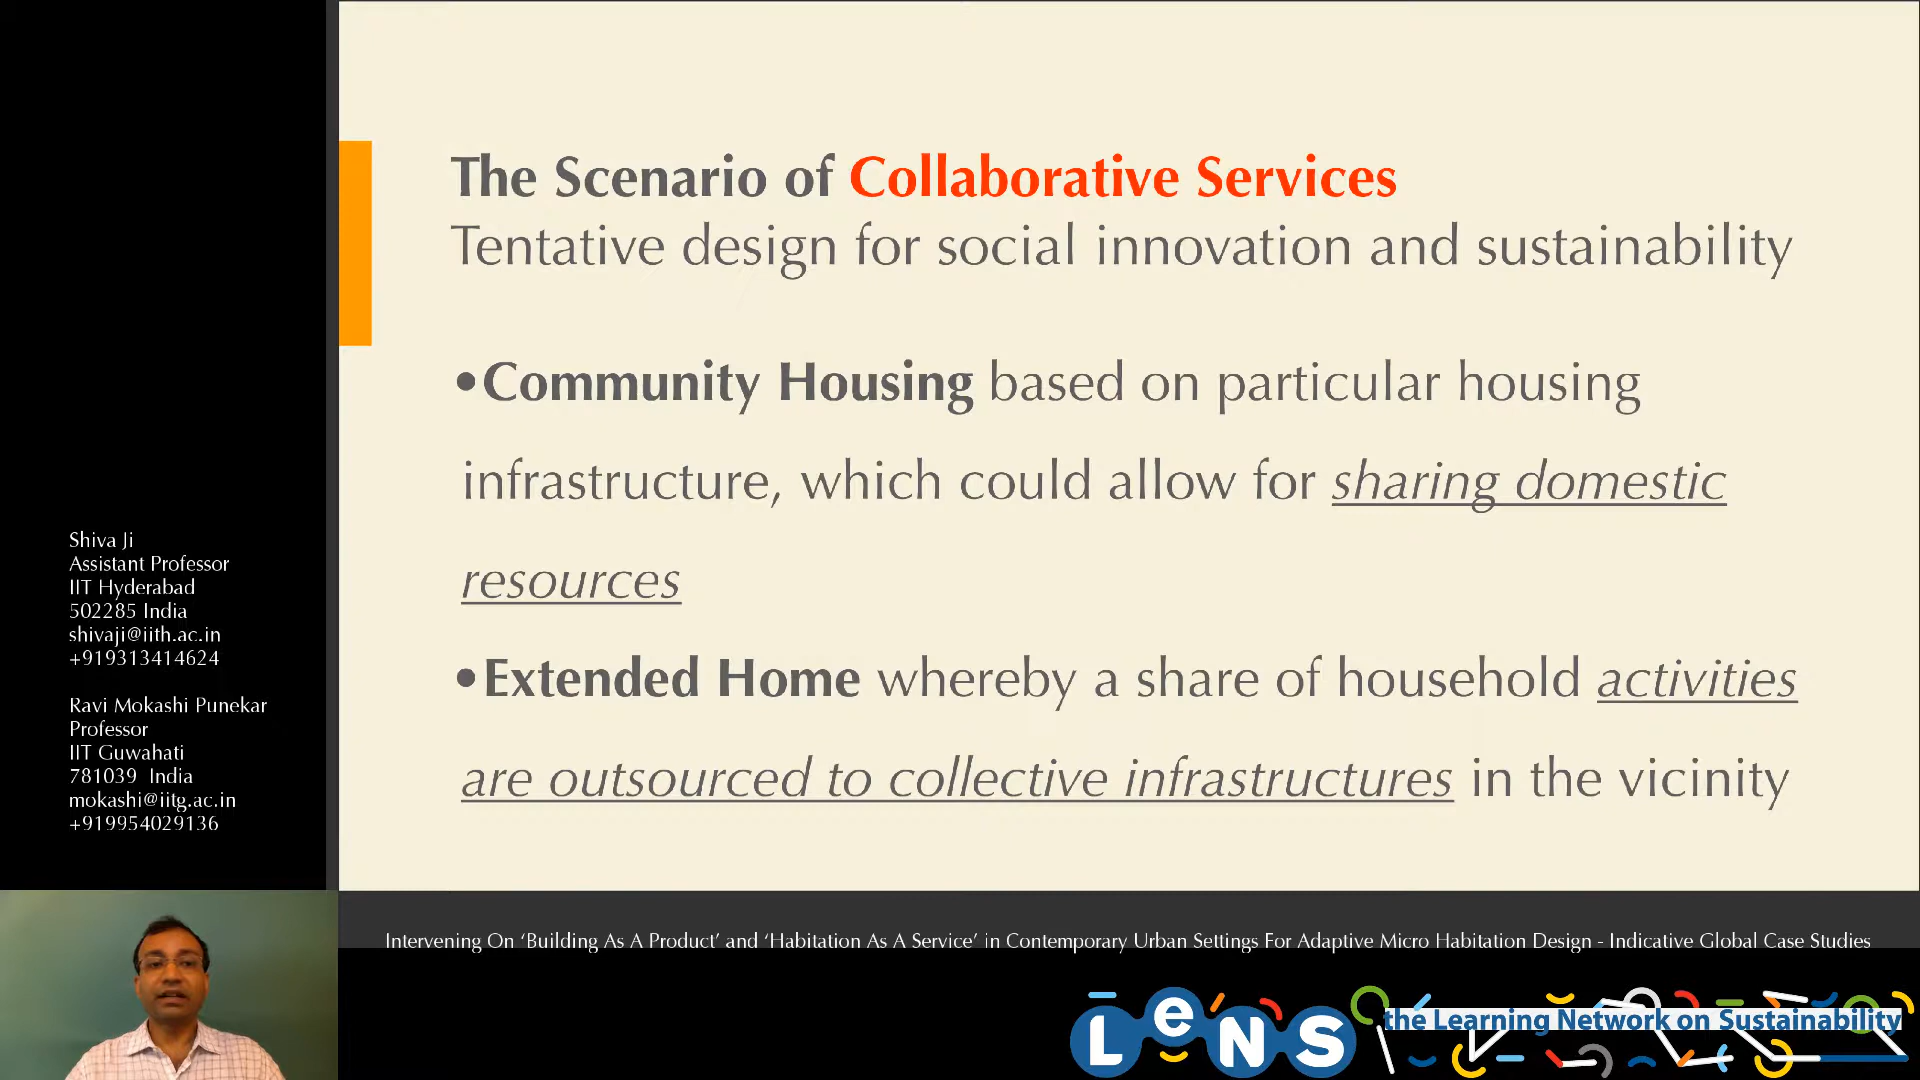 The Scenario of Collaborative Services
Tentative design for social innovation and sustainability
•Community Housing based on particular housing
infrastructure, which could allow for sharing domestic
resources
•Extended Home whereby a share of household activities
are outsourced to collective infrastructures in the vicinity
Shiva Ji
Assistant Professor
IIT Hyderabad
502285 India
shivaji@iith.ac.in
+919313414624
Ravi Mokashi Punekar
Professor
IIT Guwahati
781039 India
mokashi@iitg.ac.in
+919954029136
Intervening On ‘Building As A Product’ and ‘Habitation As A Service’ in Contemporary Urban Settings For Adaptive Micro Habitation Design - Indicative Global Case Studies
LeNS
the Learning Network on Sustainability